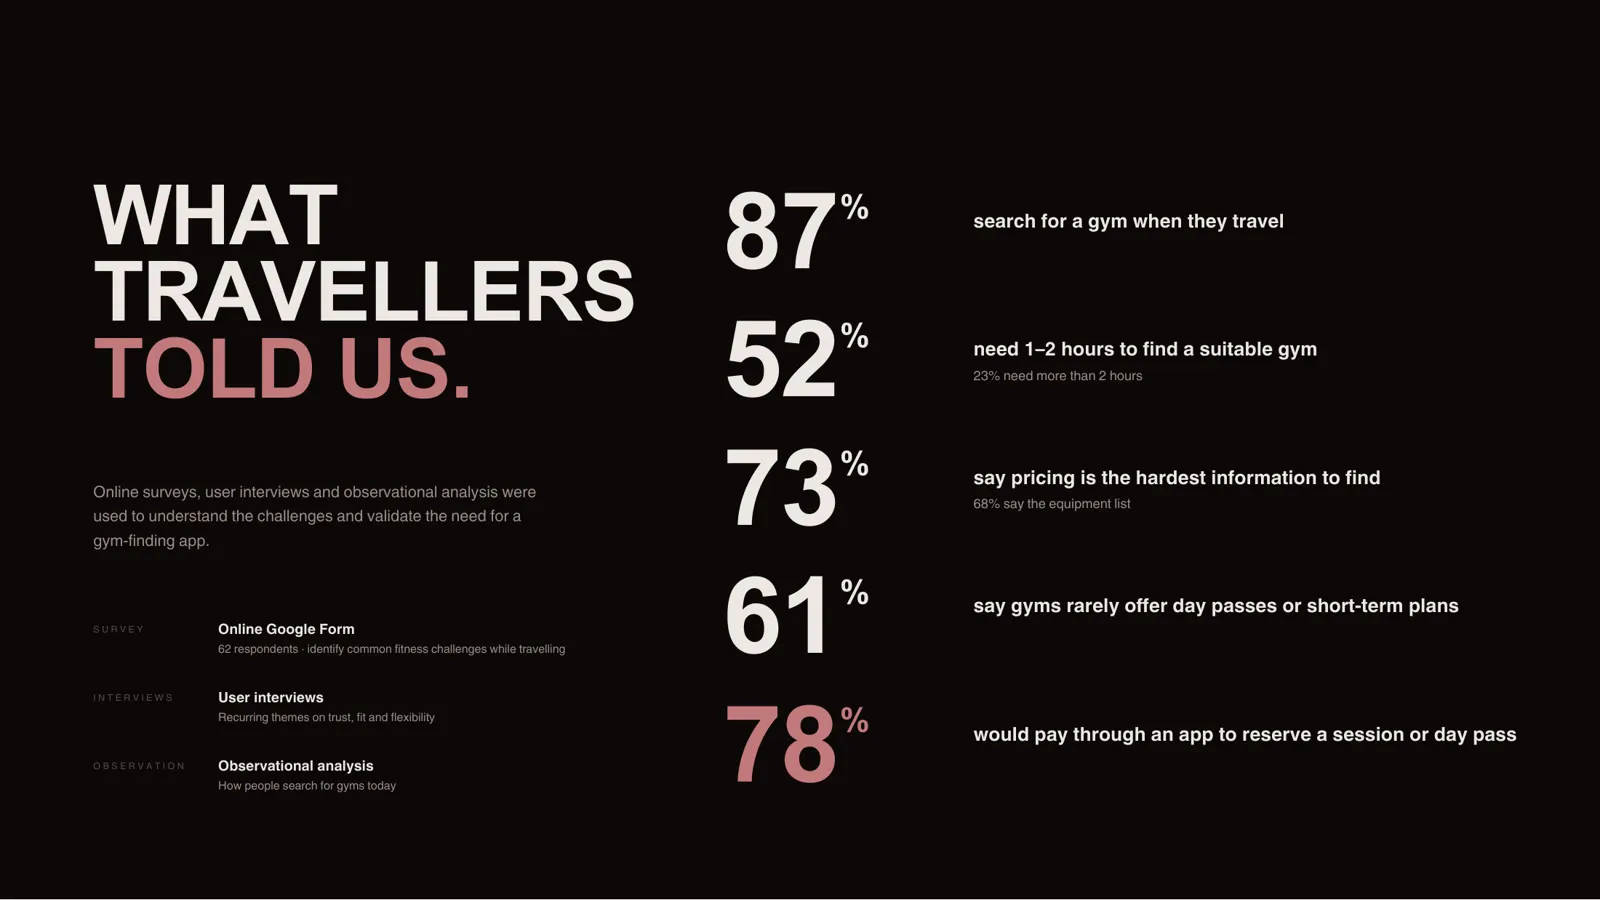 WHAT
TRAVELLERS
TOLD US.
Online surveys, user interviews and observational analysis were
used to understand the challenges and validate the need for a
gym-finding app.
SURVEY
Online Google Form
62 respondents · identify common fitness challenges while travelling
INTERVIEWS
User interviews
Recurring themes on trust, fit and flexibility
OBSERVATION
Observational analysis
How people search for gyms today
87%
search for a gym when they travel
52%
need 1–2 hours to find a suitable gym
23% need more than 2 hours
73%
say pricing is the hardest information to find
68% say the equipment list
61%
say gyms rarely offer day passes or short-term plans
78%
would pay through an app to reserve a session or day pass